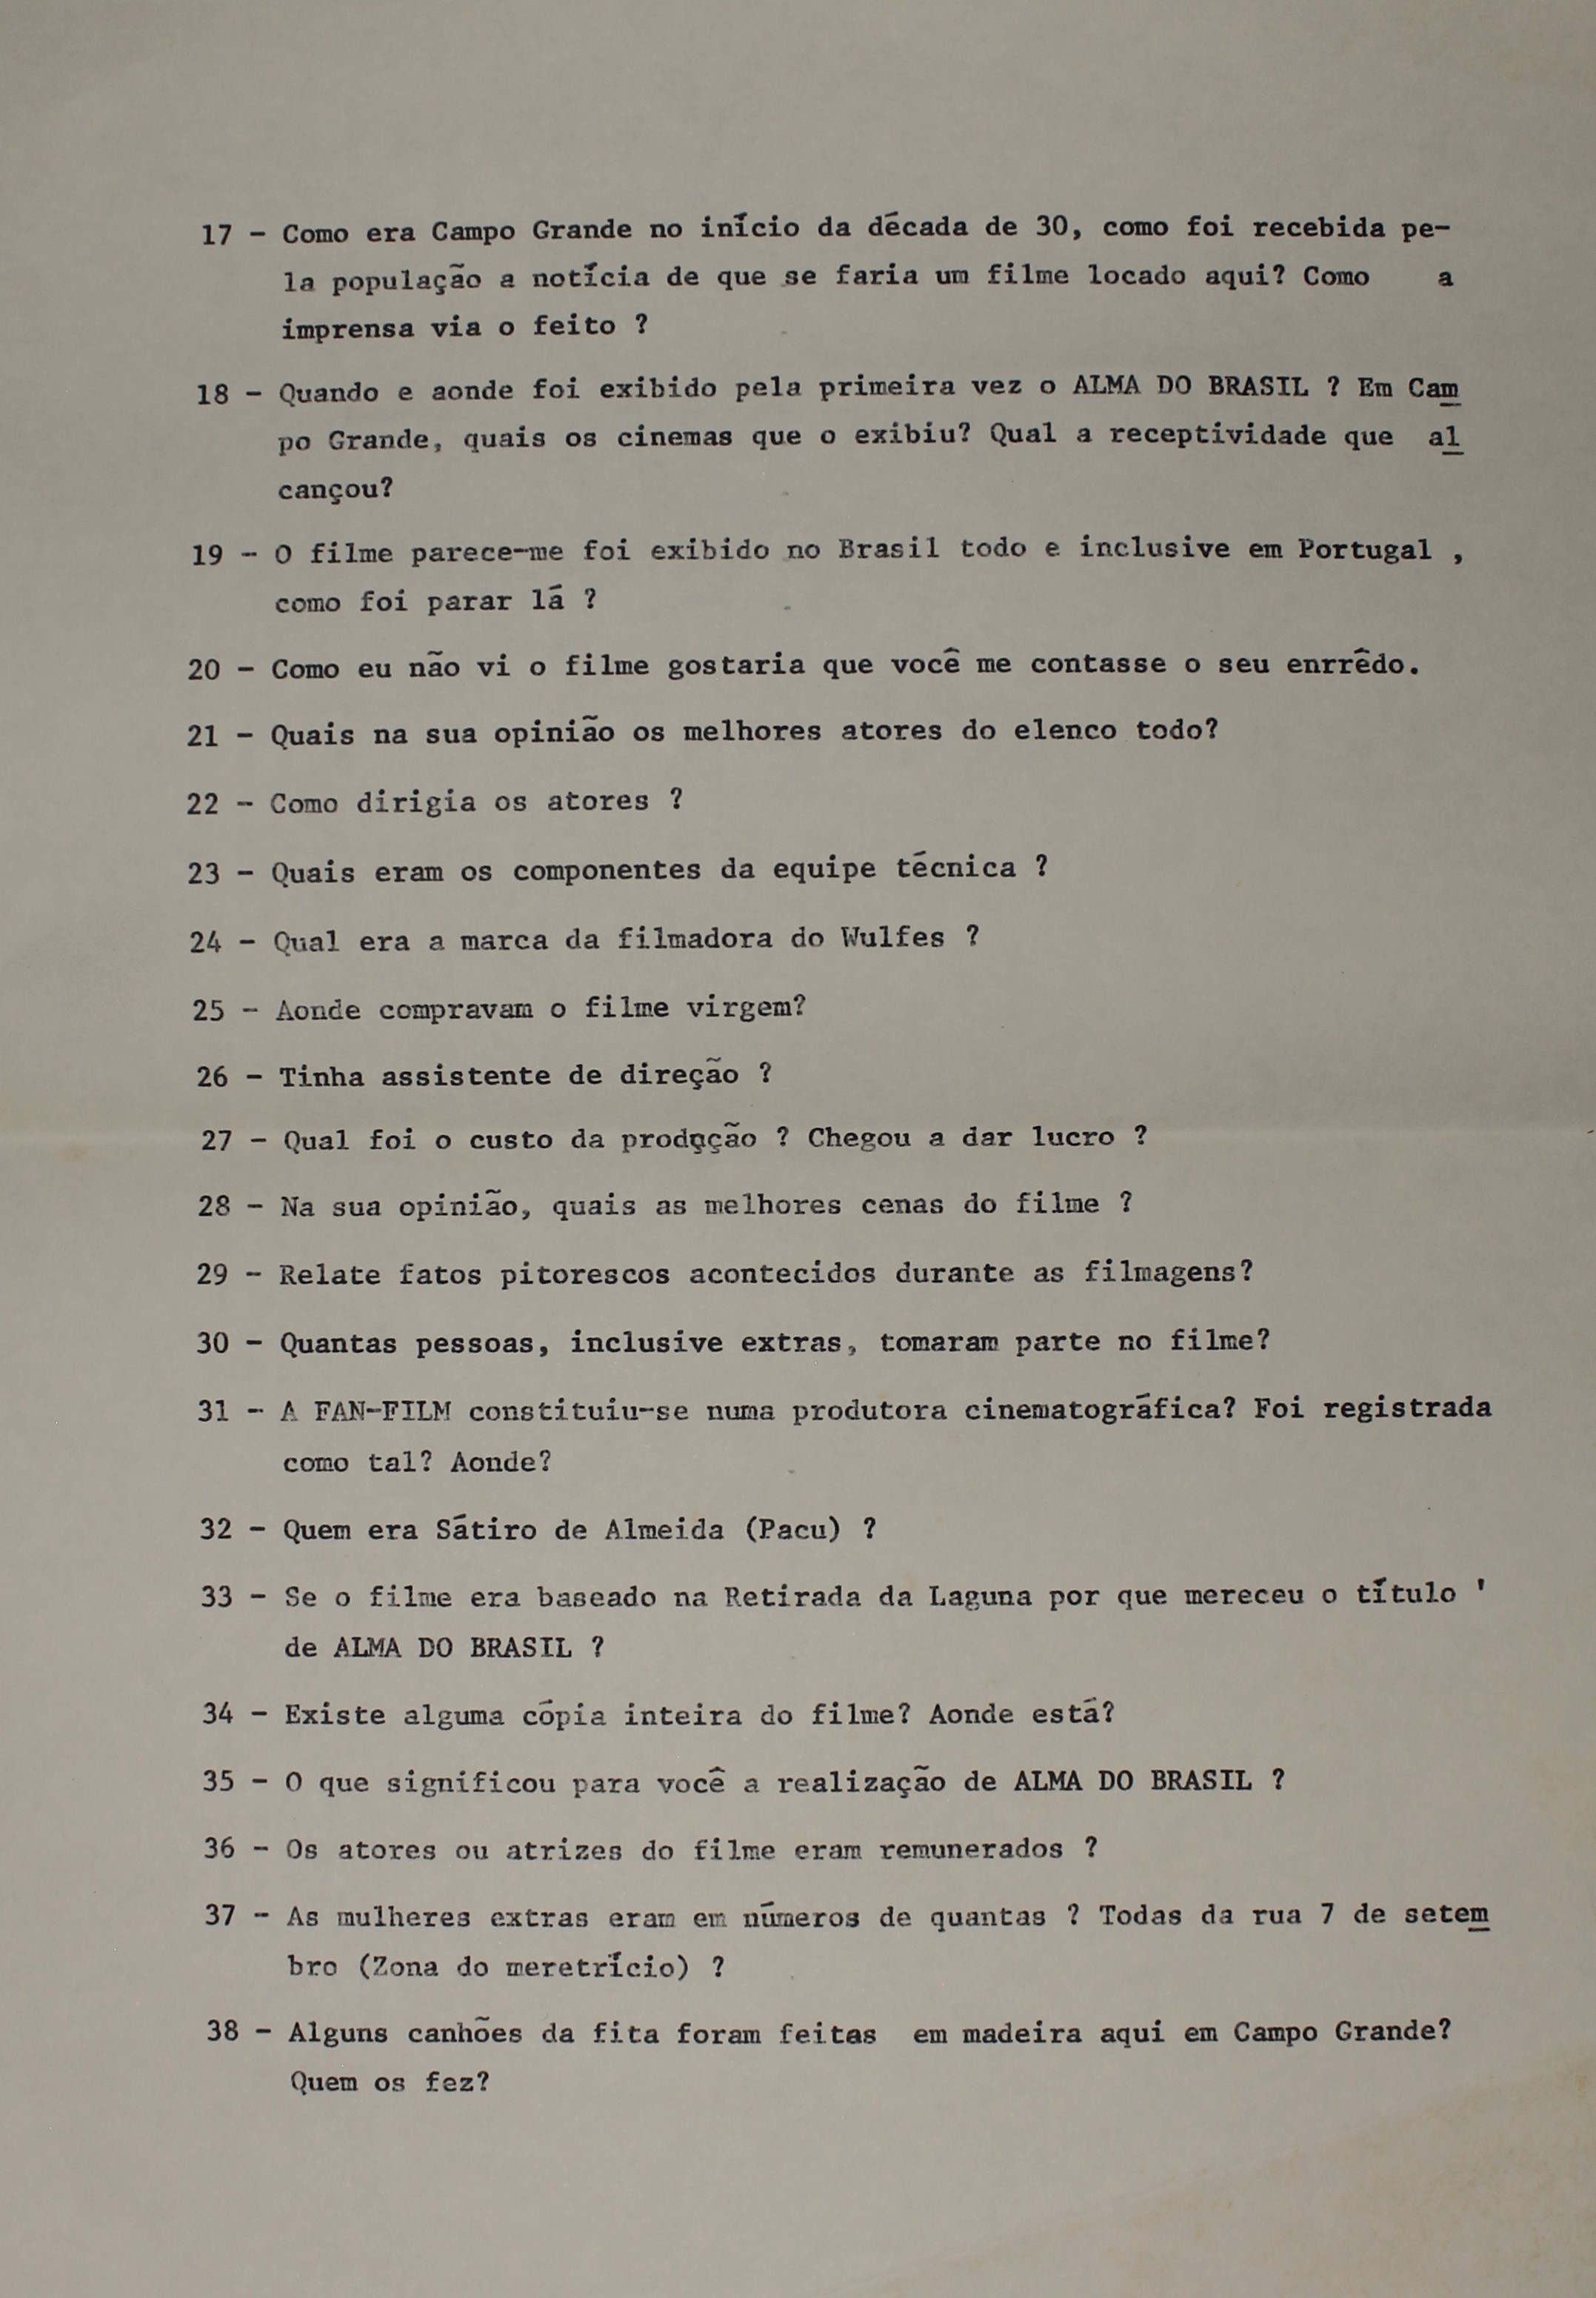 17 - Como era Campo Grande no início da década de 30, como foi recebida pe-
la população a notícia de que se faria um filme locado aqui? Como a
imprensa via o feito ?
18 - Quando e aonde foi exibido pela primeira vez o ALMA DO BRASIL ? Em Cam
po Grande, quais os cinemas que o exibiu? Qual a receptividade que al
cançou?
19 - O filme parece-me foi exibido no Brasil todo e inclusive em Portugal ,
como foi parar lá ?
20 - Como eu não vi o filme gostaria que você me contasse o seu enrrêdo.
21 - Quais na sua opinião os melhores atores do elenco todo?
22 - Como dirigia os atores ?
23 - Quais eram os componentes da equipe técnica ?
24 - Qual era a marca da filmadora do Wulfes ?
25 - Aonde compravam o filme virgem?
26 - Tinha assistente de direção ?
27 - Qual foi o custo da prodųção ? Chegou a dar lucro ?
28 - Na sua opinião, quais as melhores cenas do filme ?
29 - Relate fatos pitorescos acontecidos durante as filmagens?
30 - Quantas pessoas, inclusive extras, tomaram parte no filme?
31 - A FAN-FILM constituiu-se numa produtora cinematográfica? Foi registrada
como tal? Aonde?
32 - Quem era Sátiro de Almeida (Pacu) ?
33 - Se o filme era baseado na Retirada da Laguna por que mereceu o título '
de ALMA DO BRASIL ?
34 - Existe alguma cópia inteira do filme? Aonde está?
35 - O que significou para você a realização de ALMA DO BRASIL ?
36 - Os atores ou atrizes do filme eram remunerados ?
37 - As mulheres extras eram em números de quantas ? Todas da rua 7 de setem
bro (Zona do meretrício) ?
38 - Alguns canhões da fita foram feitas em madeira aqui em Campo Grande?
Quem os fez?